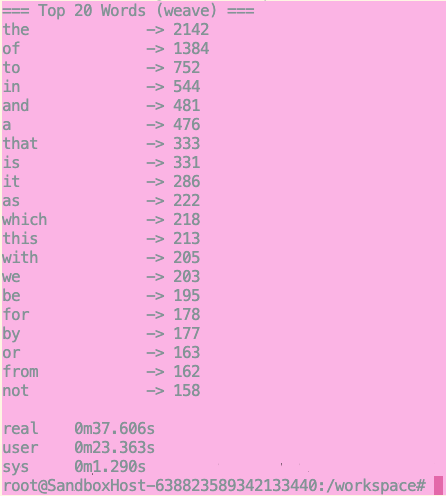 === Top 20 Words (weave) ===
the -> 2142
of -> 1384
to -> 752
in -> 544
and -> 481
a -> 476
that -> 333
is -> 331
it -> 286
as -> 222
which -> 218
this -> 213
with -> 205
we -> 203
be -> 195
for -> 178
by -> 177
or -> 163
from -> 162
not -> 158

real 0m37.606s
user 0m23.363s
sys 0m1.290s
root@SandboxHost-638823589342133440:/workspace#